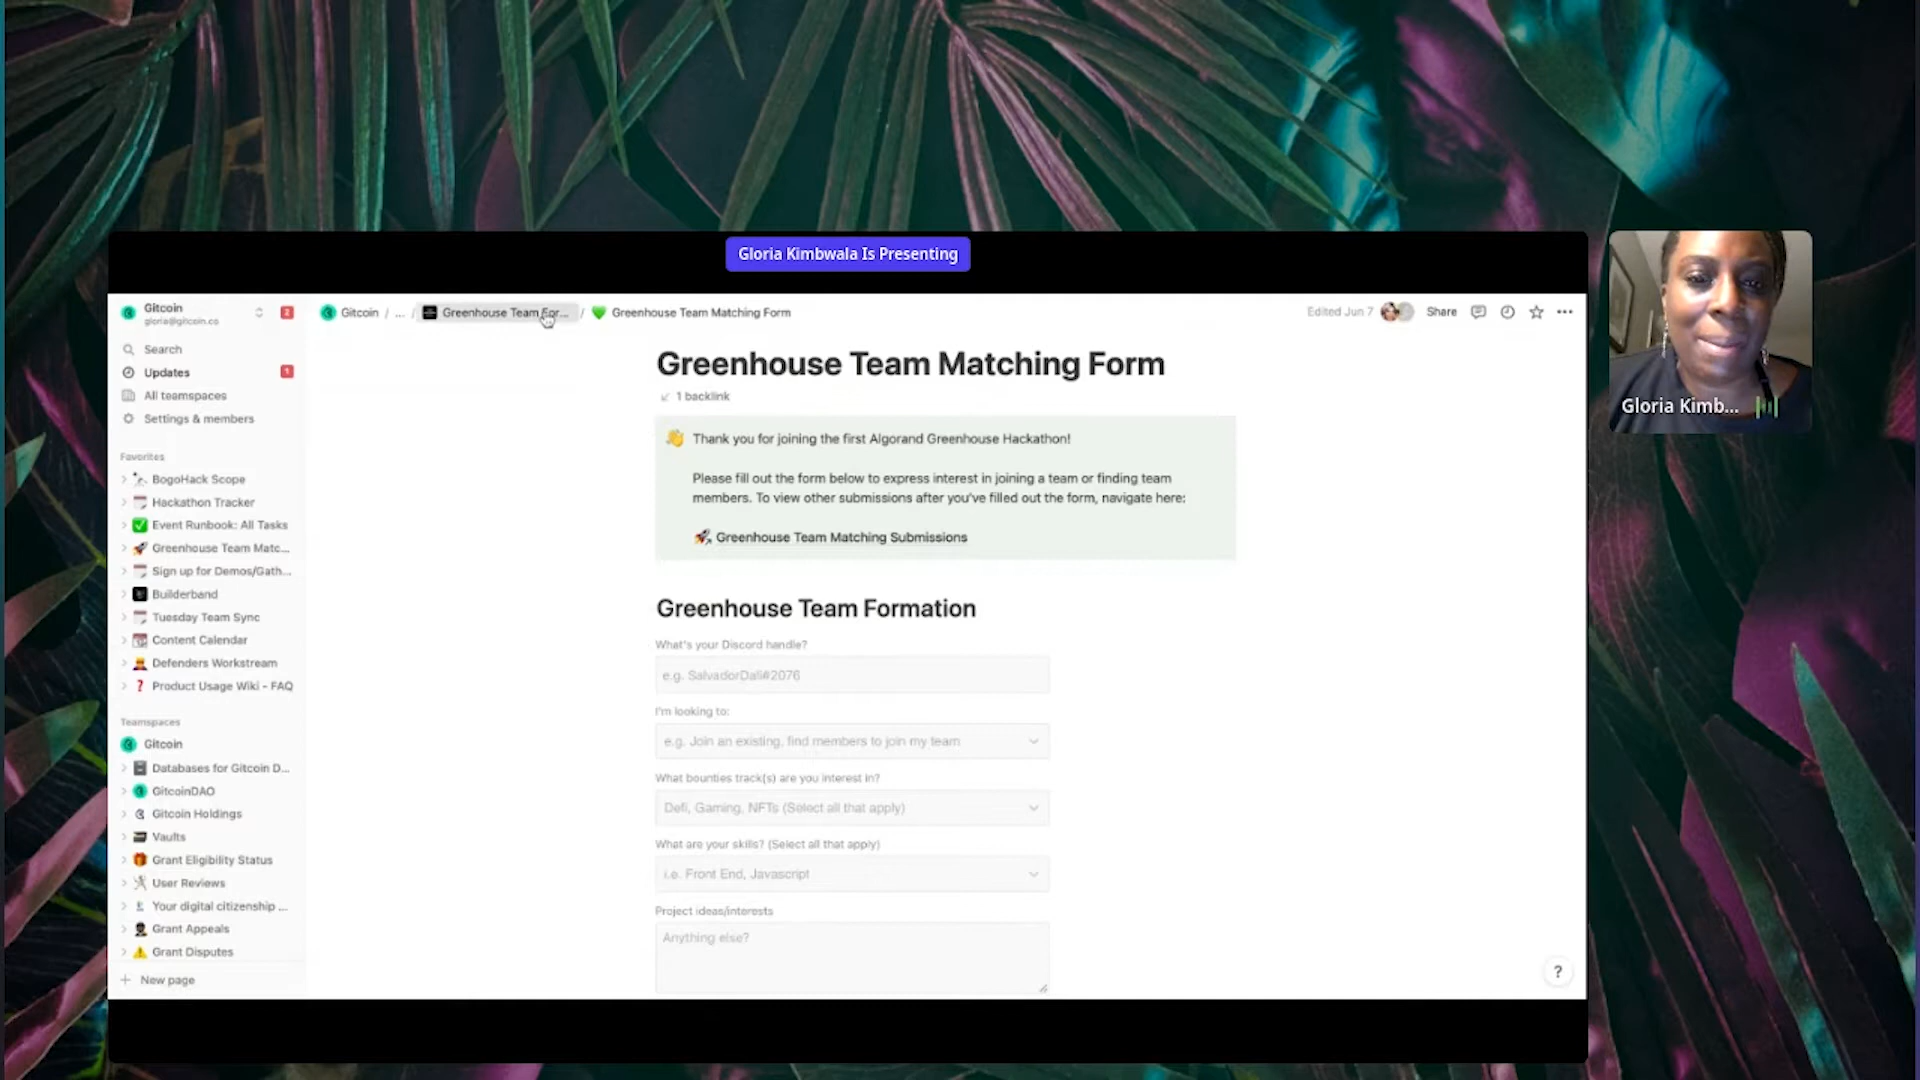 Gloria Kimbwala Is Presenting
Gitcoin
gloria@gitcoin.co
2
Gitcoin / ... / Greenhouse Team For... / Greenhouse Team Matching Form
Edited Jun 7
Share
Search
Updates
1
All teamspaces
Settings & members
Favorites
BogoHack Scope
Hackathon Tracker
Event Runbook: All Tasks
Greenhouse Team Matc...
Sign up for Demos/Gath...
Builderband
Tuesday Team Sync
Content Calendar
Defenders Workstream
Product Usage Wiki - FAQ
Teamspaces
Gitcoin
Databases for Gitcoin D...
GitcoinDAO
Gitcoin Holdings
Vaults
Grant Eligibility Status
User Reviews
Your digital citizenship ...
Grant Appeals
Grant Disputes
New page
Greenhouse Team Matching Form
1 backlink
Thank you for joining the first Algorand Greenhouse Hackathon!
Please fill out the form below to express interest in joining a team or finding team
members. To view other submissions after you've filled out the form, navigate here:
Greenhouse Team Matching Submissions
Greenhouse Team Formation
What's your Discord handle?
e.g. SalvadorDali#2076
I'm looking to:
e.g. Join an existing, find members to join my team
What bounties track(s) are you interest in?
Defi, Gaming, NFTs (Select all that apply)
What are your skills? (Select all that apply)
i.e. Front End, Javascript
Project ideas/interests
Anything else?
?
Gloria Kimb...